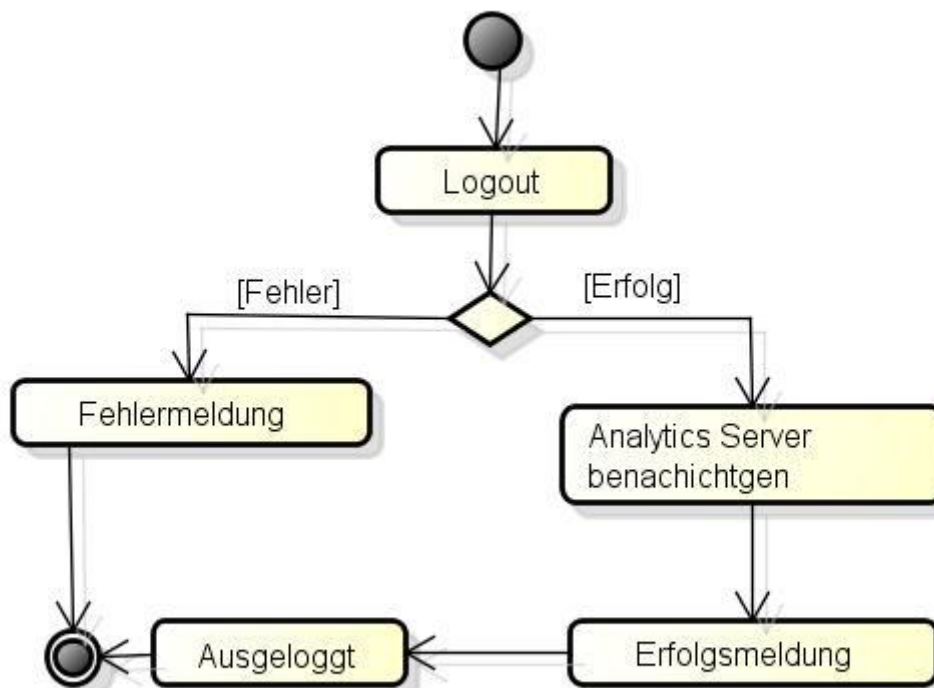 Logout
[Fehler]
[Erfolg]
Fehlermeldung
Analytics Server
benachichtgen
Ausgeloggt
Erfolgsmeldung